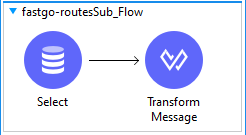 fastgo-routesSub_Flow
Select
Transform
Message